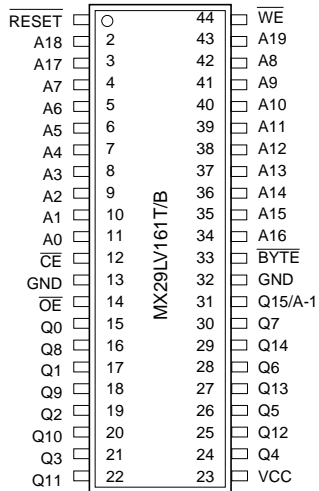 RESET 44 WE
A18 2 43 A19
A17 3 42 A8
A7 4 41 A9
A6 5 40 A10
A5 6 39 A11
A4 7 38 A12
A3 8 37 A13
A2 9 36 A14
A1 10 35 A15
A0 11 34 A16
CE 12 33 BYTE
GND 13 32 GND
OE 14 31 Q15/A-1
Q0 15 30 Q7
Q8 16 29 Q14
Q1 17 28 Q6
Q9 18 27 Q13
Q2 19 26 Q5
Q10 20 25 Q12
Q3 21 24 Q4
Q11 22 23 VCC
MX29LV161T/B